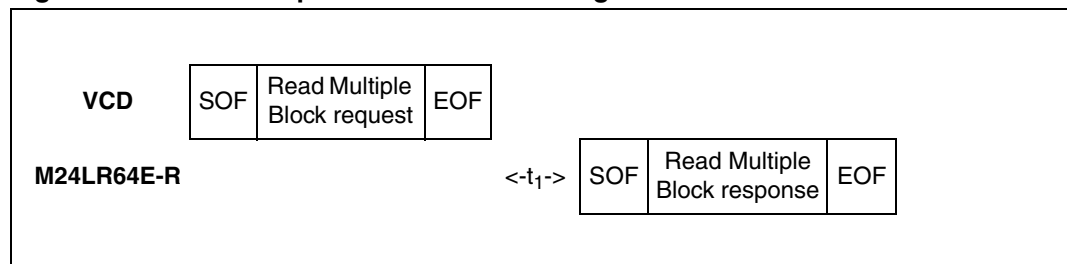 VCD SOF Read Multiple Block request EOF
M24LR64E-R <-t1-> SOF Read Multiple Block response EOF